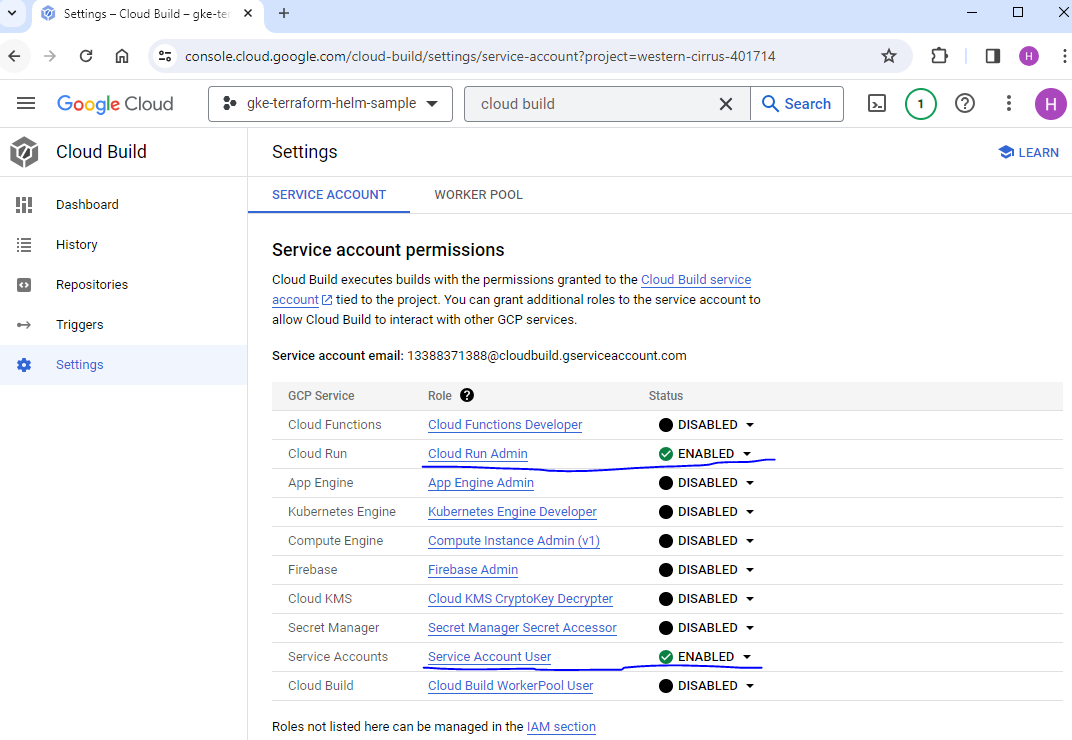 Settings – Cloud Build – gke-ter
console.cloud.google.com/cloud-build/settings/service-account?project=western-cirrus-401714
H
Google Cloud
gke-terraform-helm-sample
cloud build
Search
1
H
Cloud Build
Settings
LEARN
Dashboard
History
Repositories
Triggers
Settings
SERVICE ACCOUNT WORKER POOL
Service account permissions
Cloud Build executes builds with the permissions granted to the Cloud Build service
account tied to the project. You can grant additional roles to the service account to
allow Cloud Build to interact with other GCP services.
Service account email: 13388371388@cloudbuild.gserviceaccount.com
GCP Service Role Status
Cloud Functions Cloud Functions Developer DISABLED
Cloud Run Cloud Run Admin ENABLED
App Engine App Engine Admin DISABLED
Kubernetes Engine Kubernetes Engine Developer DISABLED
Compute Engine Compute Instance Admin (v1) DISABLED
Firebase Firebase Admin DISABLED
Cloud KMS Cloud KMS CryptoKey Decrypter DISABLED
Secret Manager Secret Manager Secret Accessor DISABLED
Service Accounts Service Account User ENABLED
Cloud Build Cloud Build WorkerPool User DISABLED
Roles not listed here can be managed in the IAM section